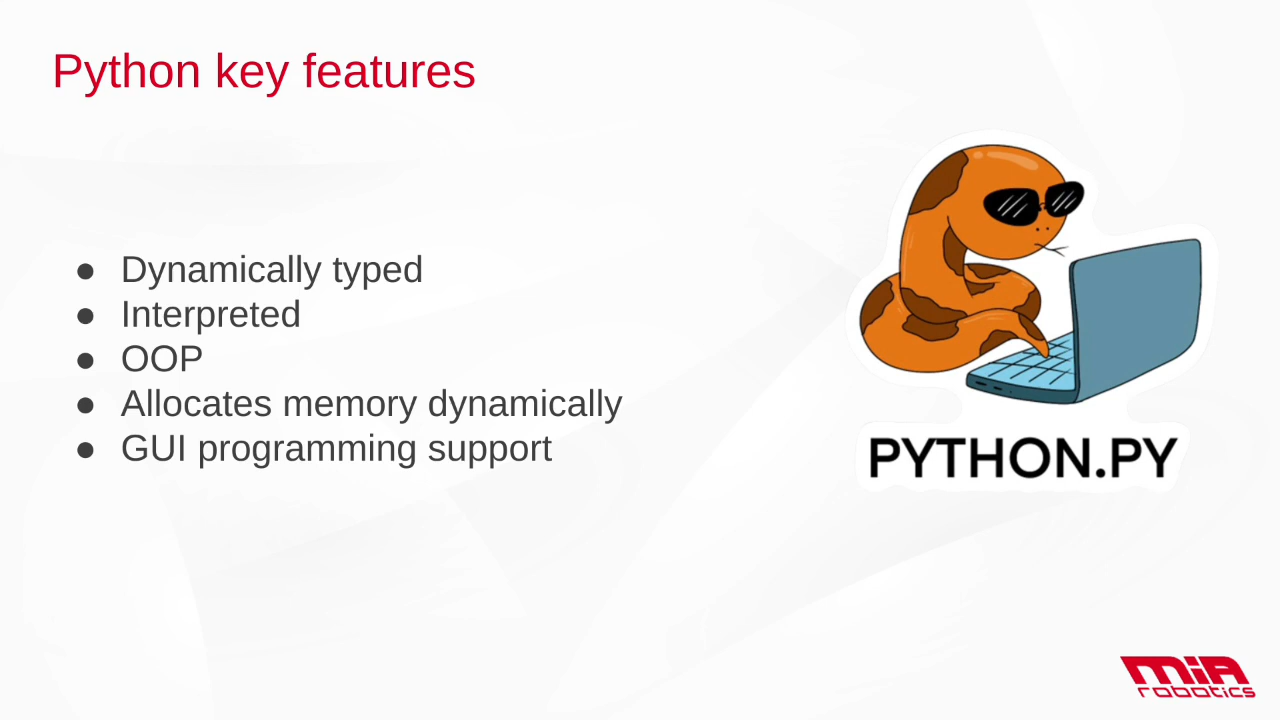 Python key features
● Dynamically typed
● Interpreted
● OOP
● Allocates memory dynamically
● GUI programming support
PYTHON.PY
MIA
robotics